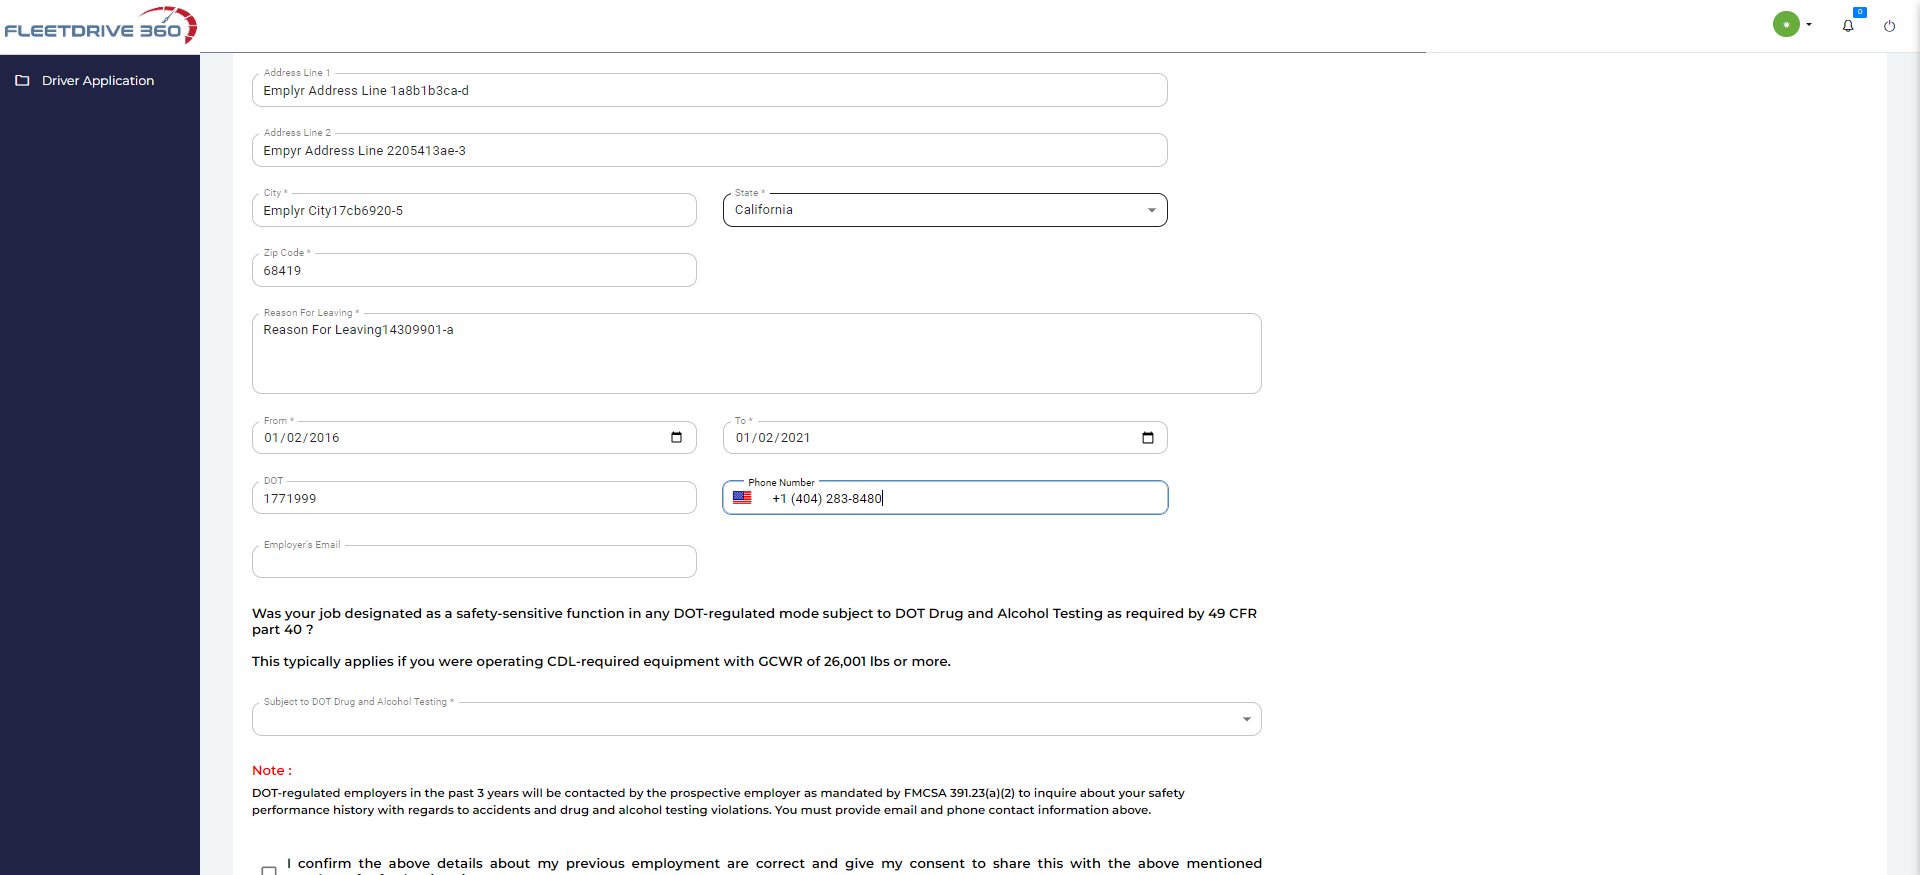 FLEETDRIVE 360
0
Driver Application
Address Line 1
Emplyr Address Line 1a8b1b3ca-d
Address Line 2
Empyr Address Line 2205413ae-3
City *
Emplyr City17cb6920-5
State *
California
Zip Code *
68419
Reason For Leaving *
Reason For Leaving14309901-a
From *
01/02/2016
To *
01/02/2021
DOT
1771999
Phone Number
+1 (404) 283-8480
Employer's Email
Was your job designated as a safety-sensitive function in any DOT-regulated mode subject to DOT Drug and Alcohol Testing as required by 49 CFR
part 40 ?
This typically applies if you were operating CDL-required equipment with GCWR of 26,001 lbs or more.
Subject to DOT Drug and Alcohol Testing *
Note :
DOT-regulated employers in the past 3 years will be contacted by the prospective employer as mandated by FMCSA 391.23(a)(2) to inquire about your safety
performance history with regards to accidents and drug and alcohol testing violations. You must provide email and phone contact information above.
I confirm the above details about my previous employment are correct and give my consent to share this with the above mentioned